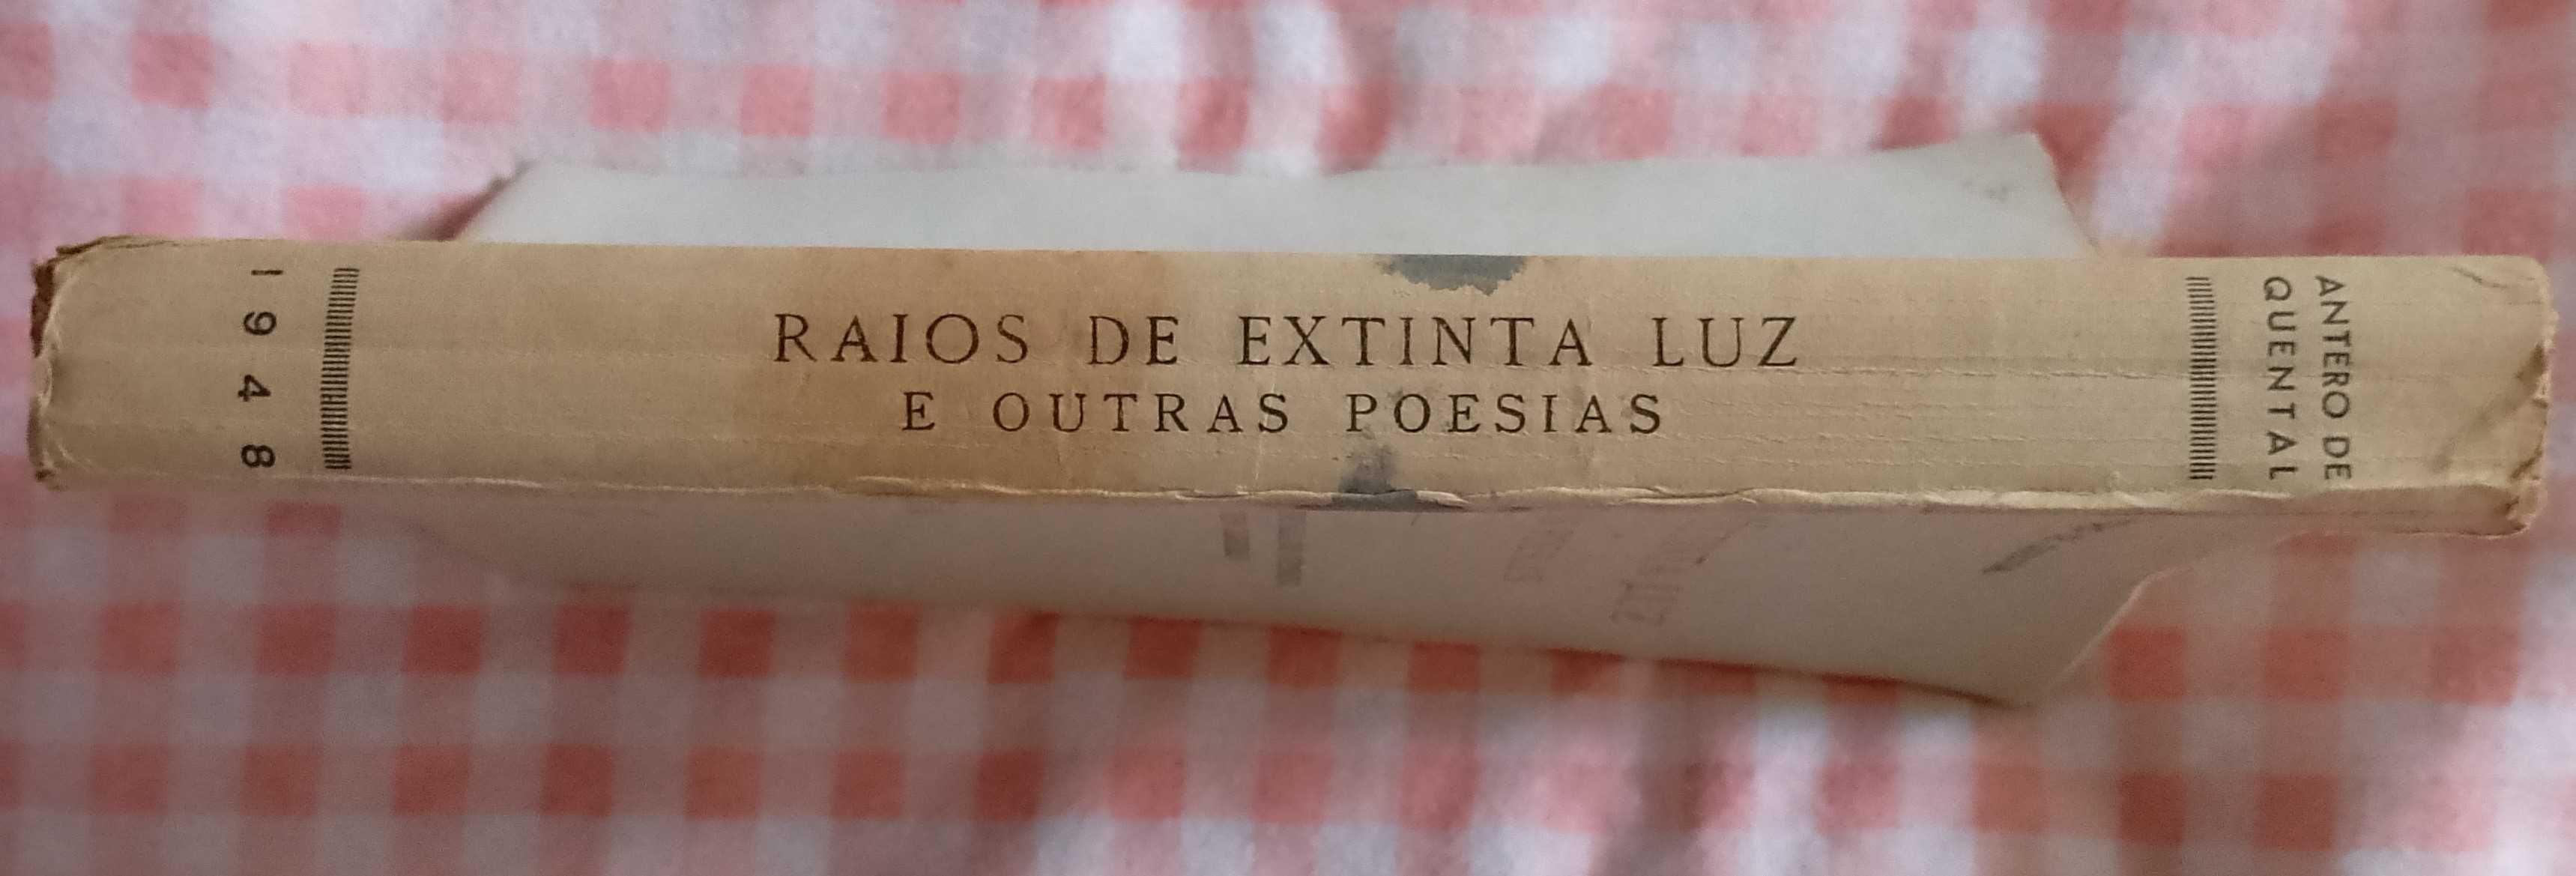 ANTERO DE
QUENTAL
RAIOS DE EXTINTA LUZ
E OUTRAS POESIAS
1948